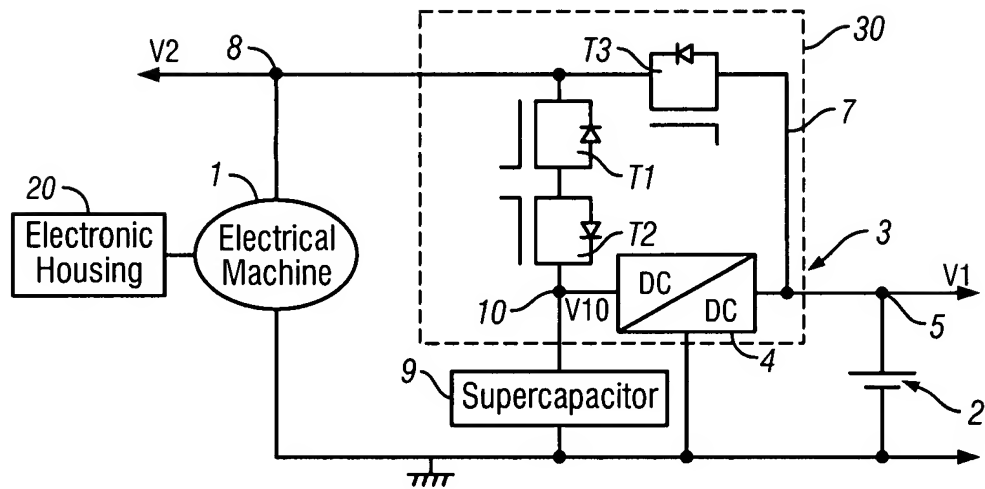 30
V2
8
T3
7
T1
1
20
Electronic
Housing
Electrical
Machine
T2
3
DC
DC
V1
10
V10
5
4
9
Supercapacitor
2